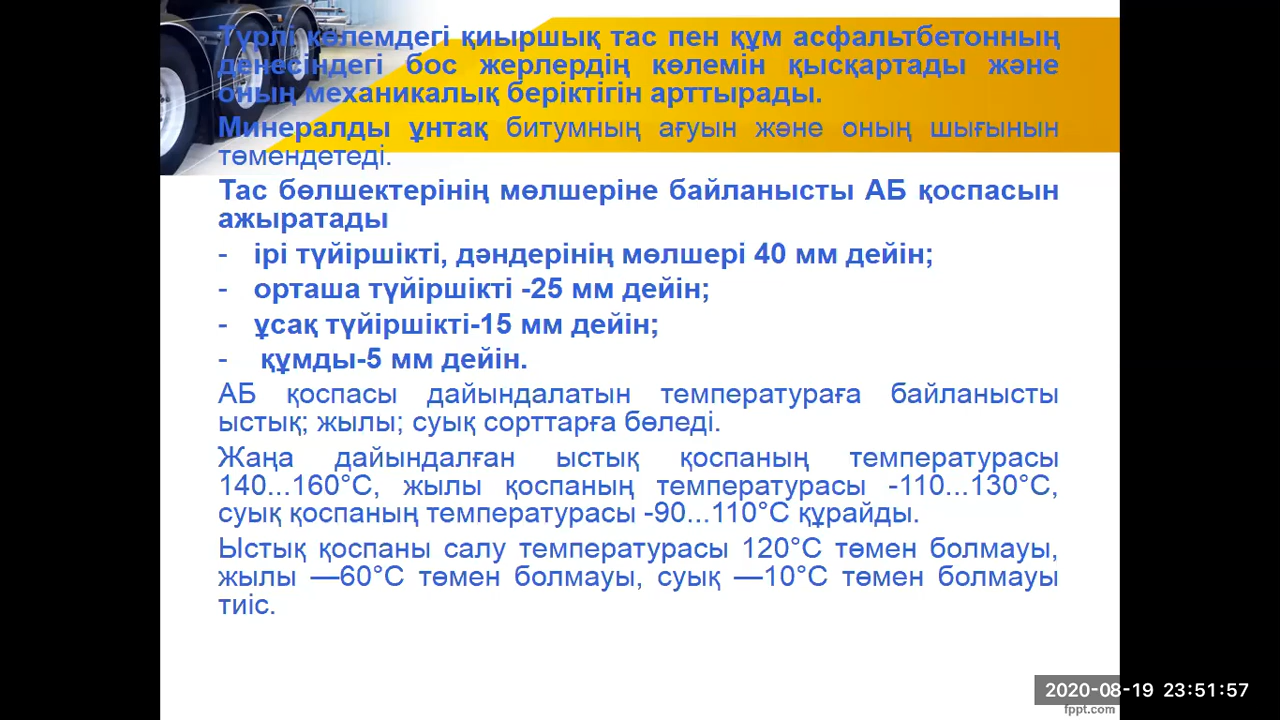 Түрлі көлемдегі қиыршық тас пен құм асфальтбетонның
денесіндегі бос жерлердің көлемін қысқартады және
оның механикалық беріктігін арттырады.
Минералды ұнтақ битумның ағуын және оның шығынын
төмендетеді.
Тас бөлшектерінің мөлшеріне байланысты АБ қоспасын
ажыратады
- ірі түйіршікті, дәндерінің мөлшері 40 мм дейін;
- орташа түйіршікті -25 мм дейін;
- ұсақ түйіршікті-15 мм дейін;
- құмды-5 мм дейін.
АБ қоспасы дайындалатын температураға байланысты
ыстық; жылы; суық сорттарға бөледі.
Жаңа дайындалған ыстық қоспаның температурасы
140...160°С, жылы қоспаның температурасы -110...130°С,
суық қоспаның температурасы -90...110°С құрайды.
Ыстық қоспаны салу температурасы 120°С төмен болмауы,
жылы —60°С төмен болмауы, суық —10°С төмен болмауы
тиіс.
2020-08-19 23:51:57
fppt.com